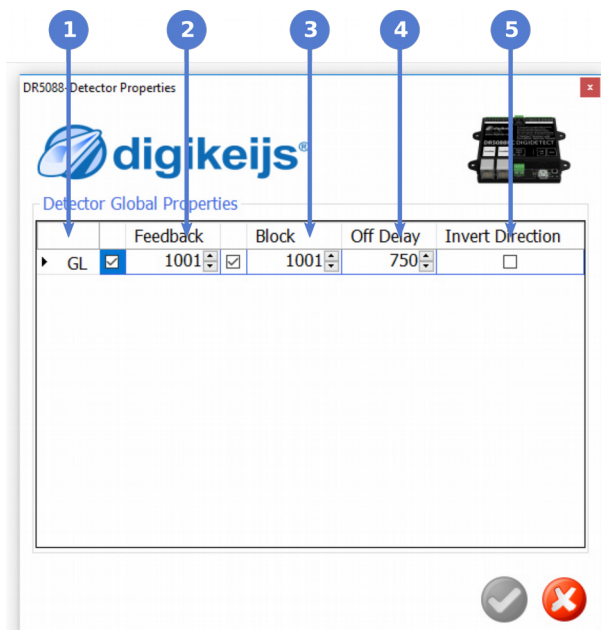 1 2 3 4 5
DR5088-Detector Properties
x
digikeijs®
DIGIDETECT
Detector Global Properties
Feedback Block Off Delay Invert Direction
GL 1001 1001 750